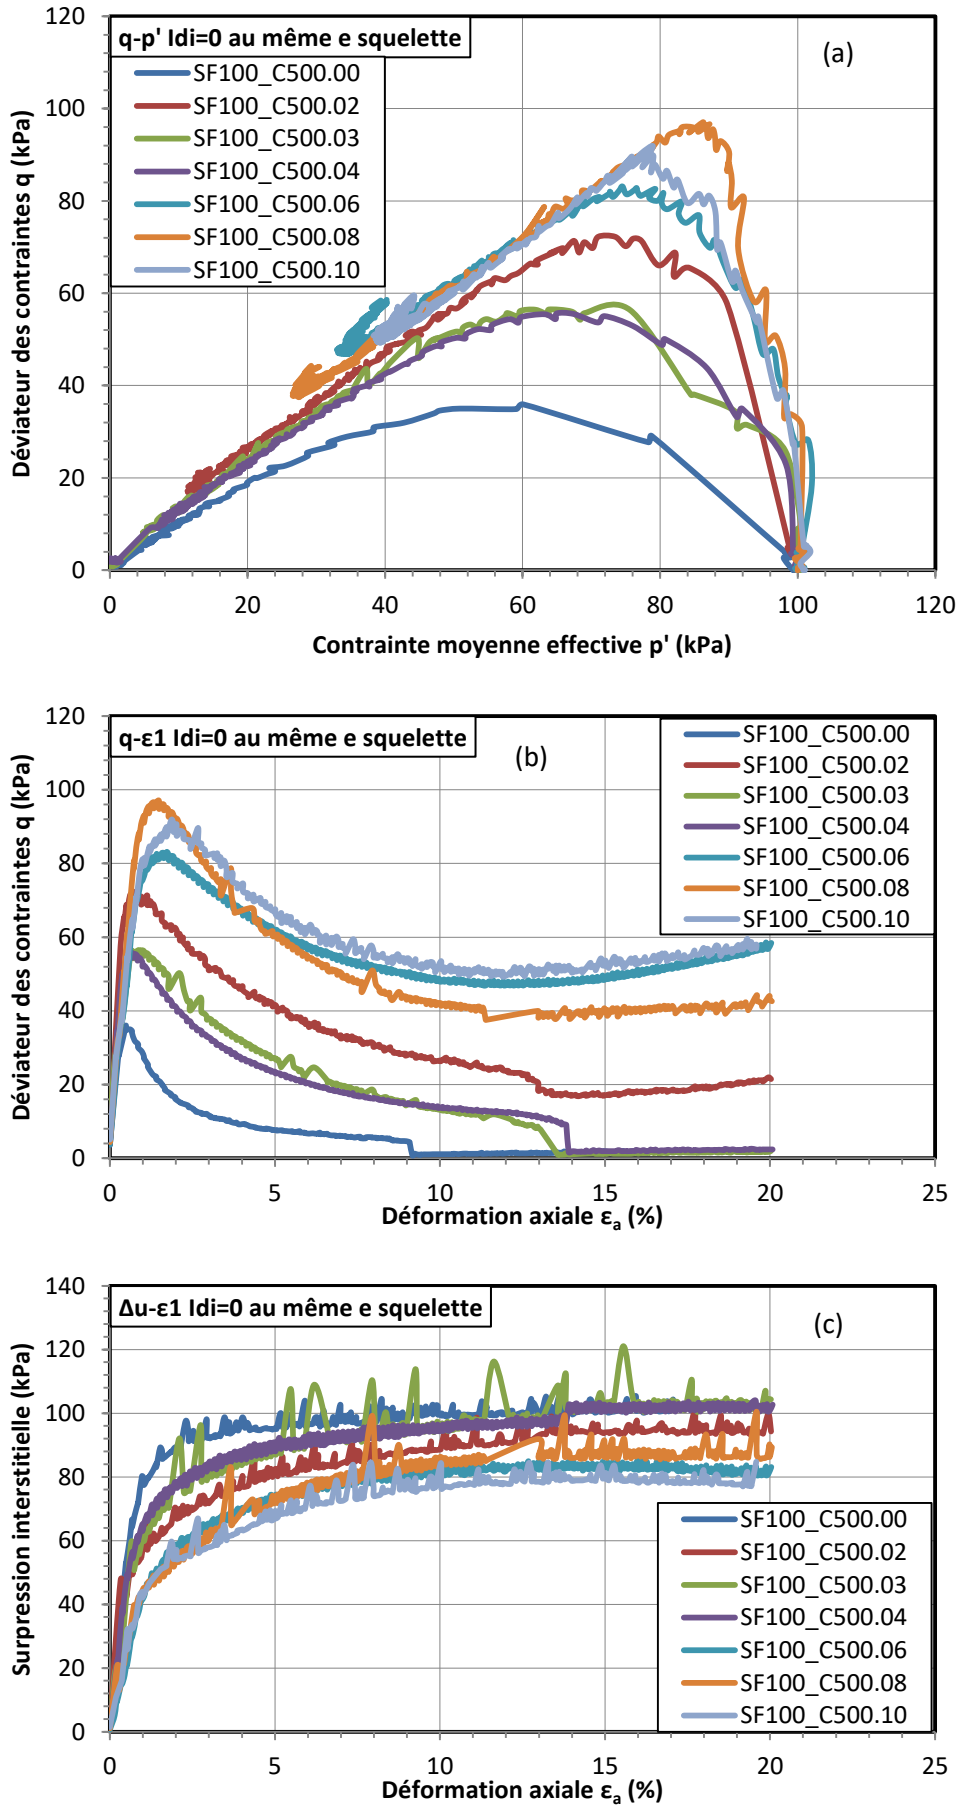 q-p' Idi=0 au même e squelette
(a)
SF100_C500.00
SF100_C500.02
SF100_C500.03
SF100_C500.04
SF100_C500.06
SF100_C500.08
SF100_C500.10
Déviateur des contraintes q (kPa)
120
100
80
60
40
20
0
0 20 40 60 80 100 120
Contrainte moyenne effective p' (kPa)
q-ε1 Idi=0 au même e squelette
(b)
SF100_C500.00
SF100_C500.02
SF100_C500.03
SF100_C500.04
SF100_C500.06
SF100_C500.08
SF100_C500.10
Déviateur des contraintes q (kPa)
120
100
80
60
40
20
0
0 5 10 15 20 25
Déformation axiale εa (%)
Δu-ε1 Idi=0 au même e squelette
(c)
Surpression interstitielle (kPa)
140
120
100
80
60
40
20
0
SF100_C500.00
SF100_C500.02
SF100_C500.03
SF100_C500.04
SF100_C500.06
SF100_C500.08
SF100_C500.10
0 5 10 15 20 25
Déformation axiale εa (%)